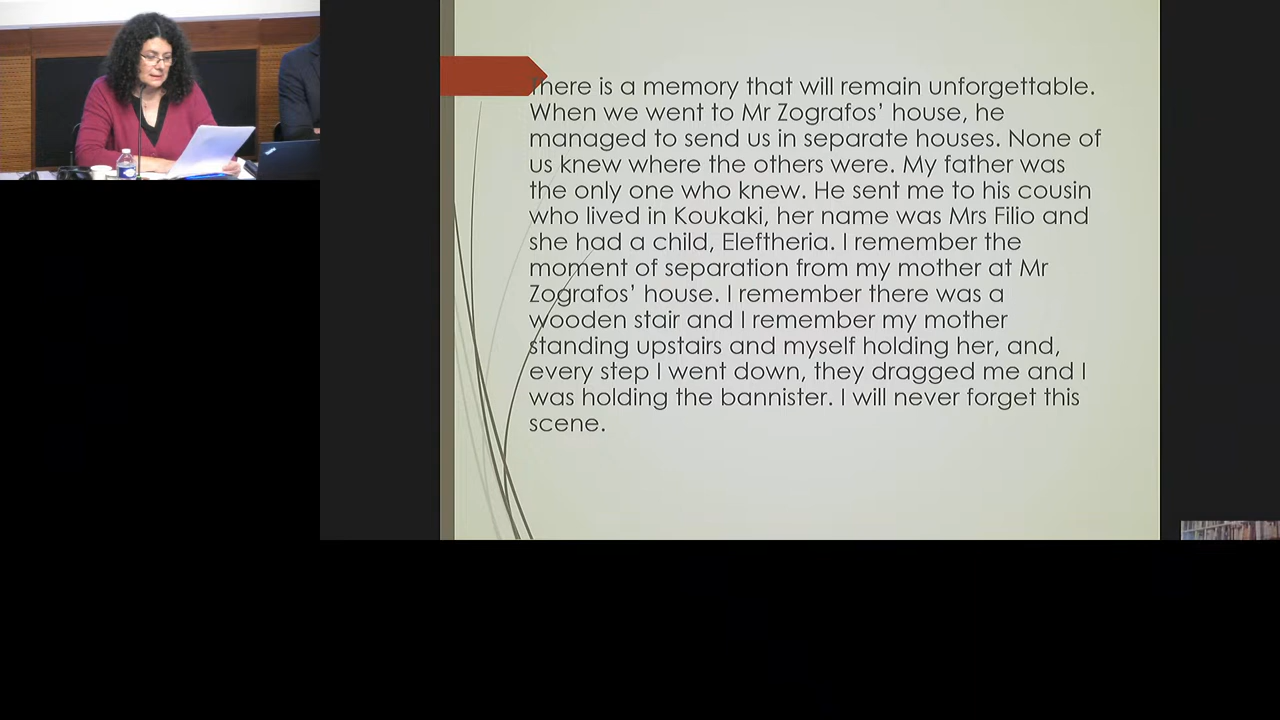 There is a memory that will remain unforgettable.
When we went to Mr Zografos’ house, he
managed to send us in separate houses. None of
us knew where the others were. My father was
the only one who knew. He sent me to his cousin
who lived in Koukaki, her name was Mrs Filio and
she had a child, Eleftheria. I remember the
moment of separation from my mother at Mr
Zografos’ house. I remember there was a
wooden stair and I remember my mother
standing upstairs and myself holding her, and,
every step I went down, they dragged me and I
was holding the bannister. I will never forget this
scene.